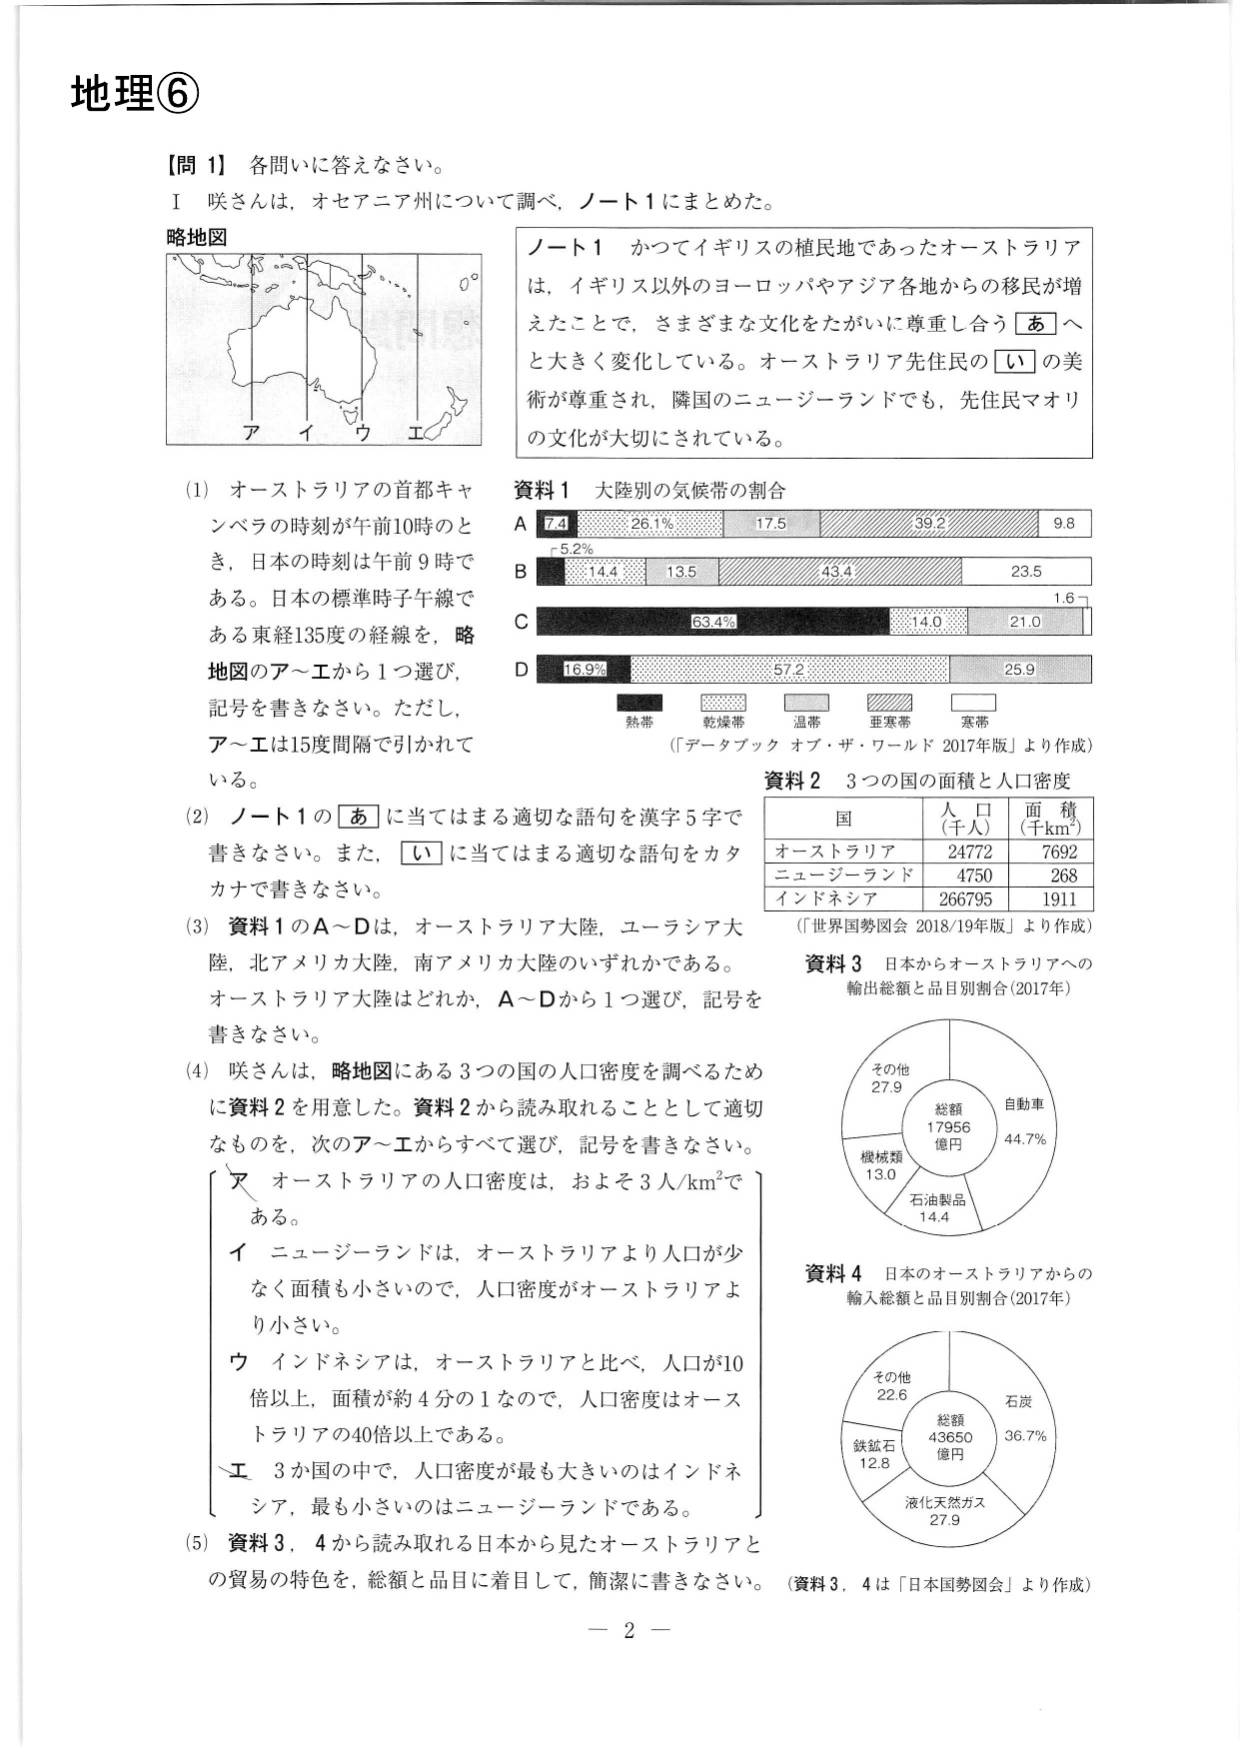 地理⑥
【問 1】 各問いに答えなさい。
Ⅰ 咲さんは，オセアニア州について調べ，ノート1にまとめた。
略地図
ア イ ウ エ
ノート1 かつてイギリスの植民地であったオーストラリア
は，イギリス以外のヨーロッパやアジア各地からの移民が増
えたことで，さまざまな文化をたがいに尊重し合う あ へ
と大きく変化している。オーストラリア先住民の い の美
術が尊重され，隣国のニュージーランドでも，先住民マオリ
の文化が大切にされている。
(1) オーストラリアの首都キャ
ンベラの時刻が午前10時のと
き，日本の時刻は午前9時で
ある。日本の標準時子午線で
ある東経135度の経線を，略
地図のア〜エから1つ選び，
記号を書きなさい。ただし，
ア〜エは15度間隔で引かれて
いる。
資料1 大陸別の気候帯の割合
A 7.4 26.1% 17.5 39.2 9.8
B 5.2% 14.4 13.5 43.4 23.5
C 63.4% 14.0 21.0 1.6
D 16.9% 57.2 25.9
熱帯 乾燥帯 温帯 亜寒帯 寒帯
（「データブック オブ・ザ・ワールド 2017年版」より作成）
(2) ノート1の あ に当てはまる適切な語句を漢字5字で
書きなさい。また， い に当てはまる適切な語句をカタ
カナで書きなさい。
資料2 3つの国の面積と人口密度
国 人口（千人） 面積（千km²）
オーストラリア 24772 7692
ニュージーランド 4750 268
インドネシア 266795 1911
（「世界国勢図会 2018/19年版」より作成）
(3) 資料1のA〜Dは，オーストラリア大陸，ユーラシア大
陸，北アメリカ大陸，南アメリカ大陸のいずれかである。
オーストラリア大陸はどれか，A〜Dから1つ選び，記号を
書きなさい。
(4) 咲さんは，略地図にある3つの国の人口密度を調べるため
に資料2を用意した。資料2から読み取れることとして適切
なものを，次のア〜エからすべて選び，記号を書きなさい。
ア オーストラリアの人口密度は，およそ3人/km²で
ある。
イ ニュージーランドは，オーストラリアより人口が少
なく面積も小さいので，人口密度がオーストラリアよ
り小さい。
ウ インドネシアは，オーストラリアと比べ，人口が10
倍以上，面積が約4分の1なので，人口密度はオース
トラリアの40倍以上である。
エ 3か国の中で，人口密度が最も大きいのはインドネ
シア，最も小さいのはニュージーランドである。
(5) 資料3，4から読み取れる日本から見たオーストラリアと
の貿易の特色を，総額と品目に着目して，簡潔に書きなさい。
資料3 日本からオーストラリアへの
輸出総額と品目別割合(2017年)
総額
17956
億円
自動車
44.7%
石油製品
14.4
機械類
13.0
その他
27.9
資料4 日本のオーストラリアからの
輸入総額と品目別割合(2017年)
総額
43650
億円
石炭
36.7%
液化天然ガス
27.9
鉄鉱石
12.8
その他
22.6
（資料3，4は「日本国勢図会」より作成）
— 2 —